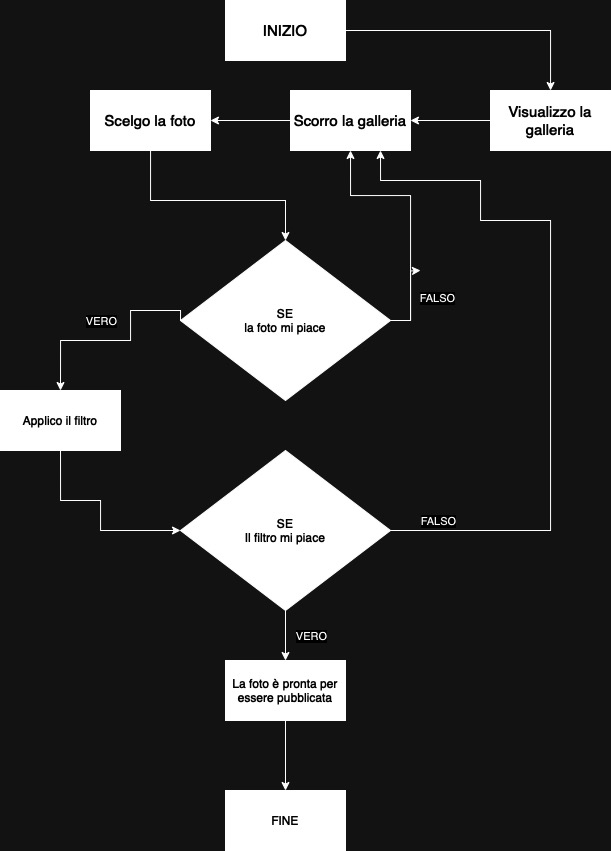 INIZIO
Scelgo la foto
Scorro la galleria
Visualizzo la
galleria
SE
la foto mi piace
FALSO
VERO
Applico il filtro
SE
Il filtro mi piace
FALSO
VERO
La foto è pronta per
essere pubblicata
FINE